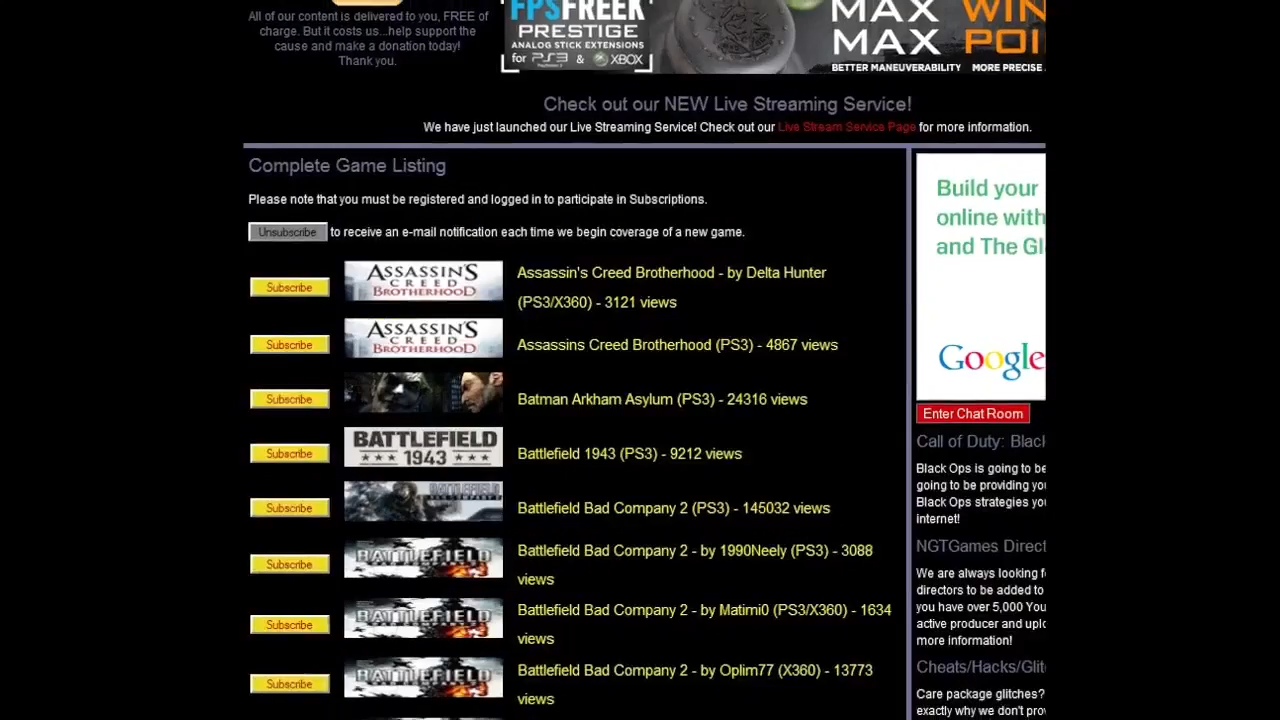 All of our content is delivered to you, FREE of
charge. But it costs us...help support the
cause and make a donation today!
Thank you.
FPSFREEK
PRESTIGE
ANALOG STICK EXTENSIONS
for PS3 & XBOX
MAX WIN
MAX POI
BETTER MANEUVERABILITY MORE PRECISE
Check out our NEW Live Streaming Service!
We have just launched our Live Streaming Service! Check out our Live Stream Service Page for more information.
Complete Game Listing
Please note that you must be registered and logged in to participate in Subscriptions.
Unsubscribe to receive an e-mail notification each time we begin coverage of a new game.
Subscribe
ASSASSIN'S
CREED
BROTHERHOOD
Assassin's Creed Brotherhood - by Delta Hunter
(PS3/X360) - 3121 views
Subscribe
ASSASSIN'S
CREED
BROTHERHOOD
Assassins Creed Brotherhood (PS3) - 4867 views
Subscribe
Batman Arkham Asylum (PS3) - 24316 views
Subscribe
BATTLEFIELD
1943
Battlefield 1943 (PS3) - 9212 views
Subscribe
BATTLEFIELD
Battlefield Bad Company 2 (PS3) - 145032 views
Subscribe
BATTLEFIELD
Battlefield Bad Company 2 - by 1990Neely (PS3) - 3088
views
Subscribe
BATTLEFIELD
Battlefield Bad Company 2 - by Matimi0 (PS3/X360) - 1634
views
Subscribe
BATTLEFIELD
Battlefield Bad Company 2 - by Oplim77 (X360) - 13773
views
Build your
online with
and The Gl
Google
Enter Chat Room
Call of Duty: Black
Black Ops is going to be
going to be providing you
Black Ops strategies you
internet!
NGTGames Direct
We are always looking f
directors to be added to
you have over 5,000 You
active producer and uplo
more information!
Cheats/Hacks/Glit
Care package glitches?
exactly why we don't prov